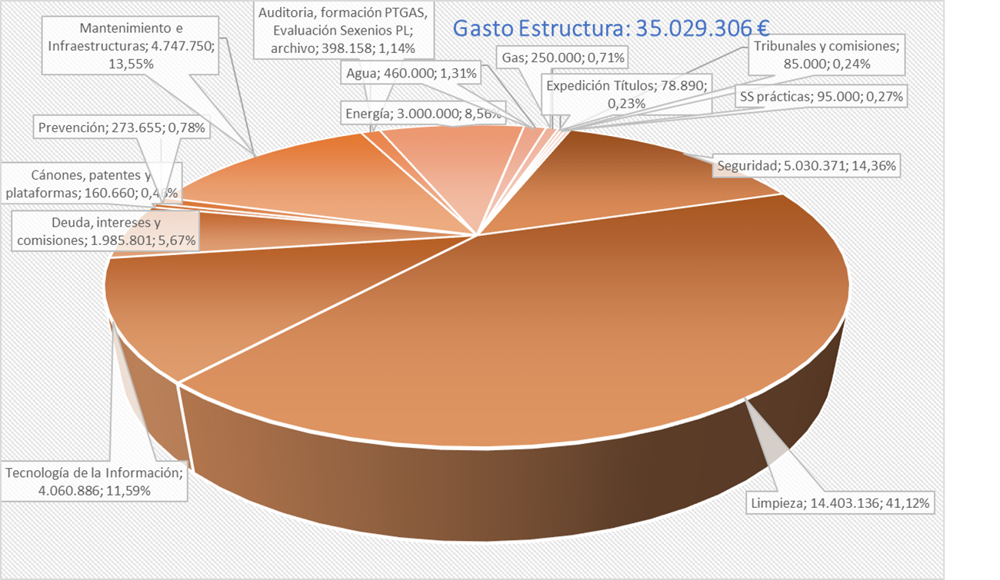 Gasto Estructura: 35.029.306 €
Auditoria, formación PTGAS,
Evaluación Sexenios PL;
archivo; 398.158; 1,14%
Mantenimiento e
Infraestructuras; 4.747.750;
13,55%
Gas; 250.000; 0,71%
Tribunales y comisiones;
85.000; 0,24%
Agua; 460.000; 1,31%
Expedición Títulos; 78.890;
0,23%
SS prácticas; 95.000; 0,27%
Energía; 3.000.000; 8,56%
Prevención; 273.655; 0,78%
Seguridad; 5.030.371; 14,36%
Cánones, patentes y
plataformas; 160.660; 0,46%
Deuda, intereses y
comisiones; 1.985.801; 5,67%
Tecnología de la Información;
4.060.886; 11,59%
Limpieza; 14.403.136; 41,12%